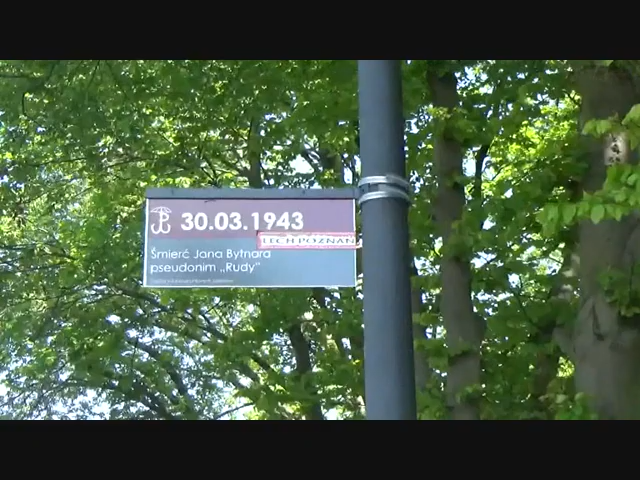 30.03.1943
LECH POZNAŃ
Śmierć Jana Bytnara
pseudonim „Rudy”